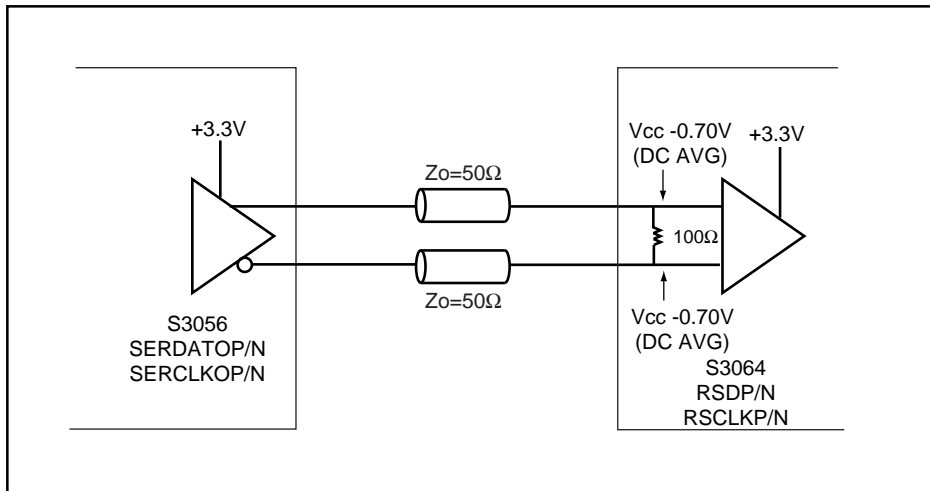 +3.3V
S3056
SERDATOP/N
SERCLKOP/N
Zo=50Ω
Zo=50Ω
Vcc -0.70V
(DC AVG)
+3.3V
100Ω
Vcc -0.70V
(DC AVG)
S3064
RSDP/N
RSCLKP/N